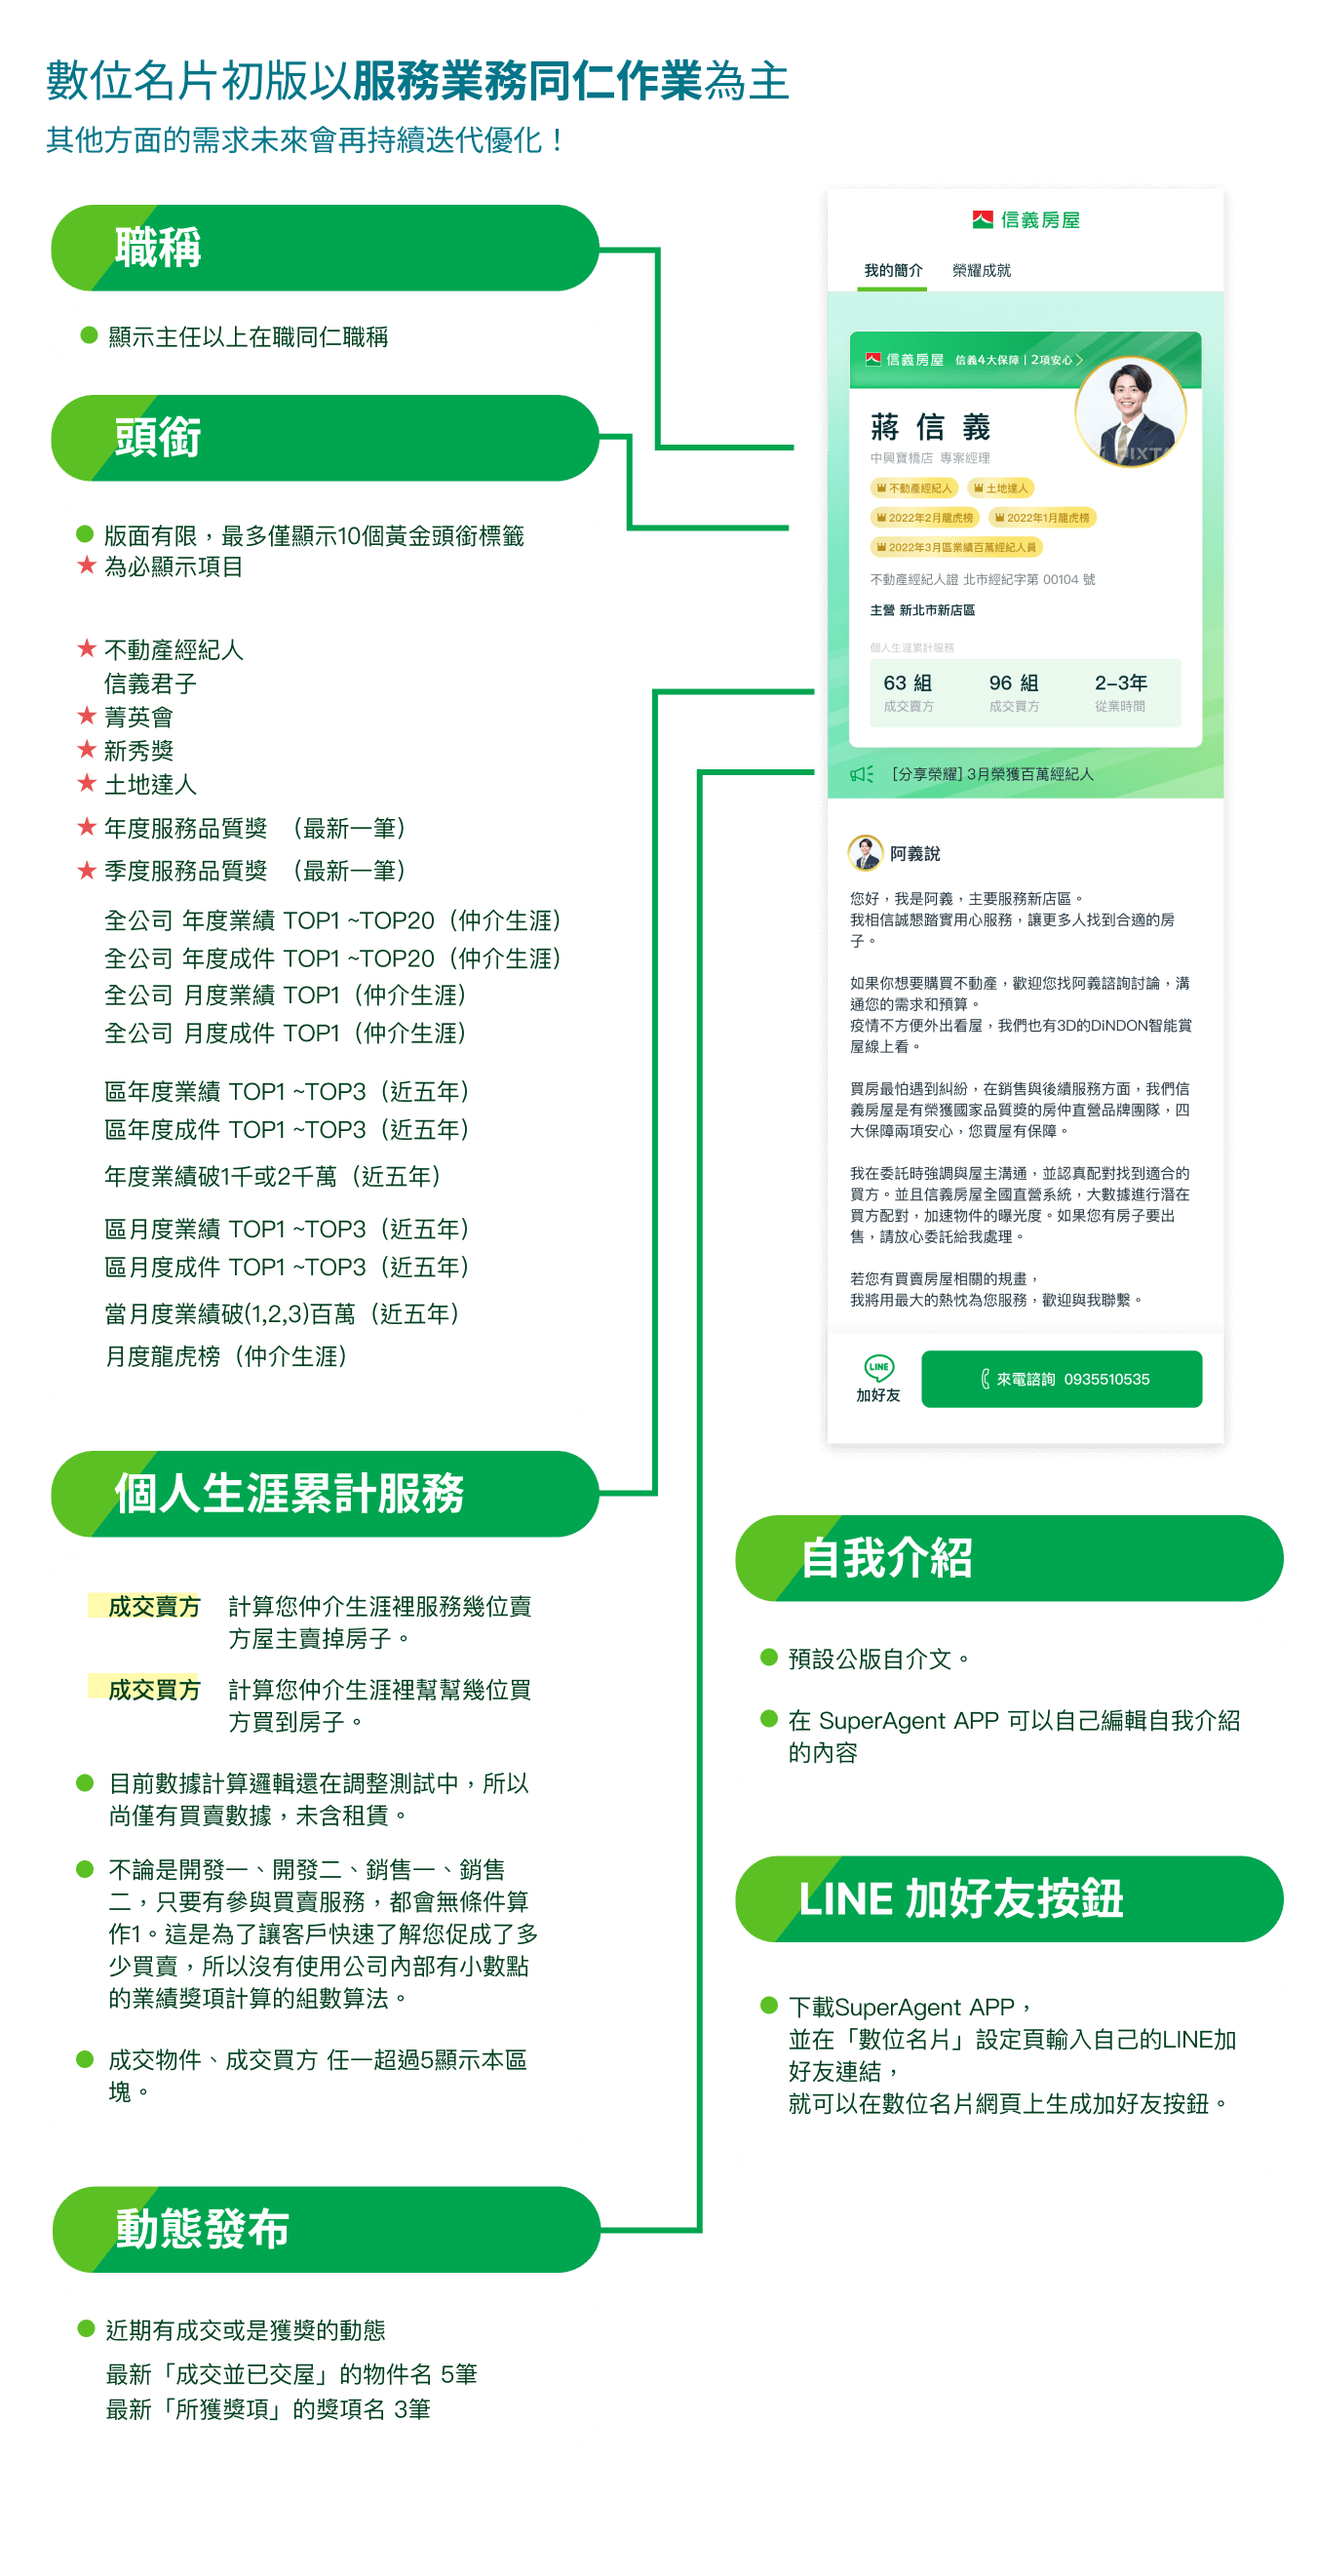 數位名片初版以服務業務同仁作業為主
其他方面的需求未來會再持續迭代優化！
職稱
顯示主任以上在職同仁職稱
頭銜
版面有限，最多僅顯示10個黃金頭銜標籤
★ 為必顯示項目
★ 不動產經紀人
信義君子
★ 菁英會
★ 新秀獎
★ 土地達人
★ 年度服務品質獎 （最新一筆）
★ 季度服務品質獎 （最新一筆）
全公司 年度業績 TOP1 ~TOP20（仲介生涯）
全公司 年度成件 TOP1 ~TOP20（仲介生涯）
全公司 月度業績 TOP1（仲介生涯）
全公司 月度成件 TOP1（仲介生涯）
區年度業績 TOP1 ~TOP3（近五年）
區年度成件 TOP1 ~TOP3（近五年）
年度業績破1千或2千萬（近五年）
區月度業績 TOP1 ~TOP3（近五年）
區月度成件 TOP1 ~TOP3（近五年）
當月度業績破(1,2,3)百萬（近五年）
月度龍虎榜（仲介生涯）
個人生涯累計服務
成交賣方 計算您仲介生涯裡服務幾位賣
方屋主賣掉房子。
成交買方 計算您仲介生涯裡幫幫幾位買
方買到房子。
目前數據計算邏輯還在調整測試中，所以
尚僅有買賣數據，未含租賃。
不論是開發一、開發二、銷售一、銷售
二，只要有參與買賣服務，都會無條件算
作1。這是為了讓客戶快速了解您促成了多
少買賣，所以沒有使用公司內部有小數點
的業績獎項計算的組數算法。
成交物件、成交買方 任一超過5顯示本區
塊。
動態發布
近期有成交或是獲獎的動態
最新「成交並已交屋」的物件名 5筆
最新「所獲獎項」的獎項名 3筆
信義房屋
我的簡介 榮耀成就
信義房屋 信義4大保障 | 2項安心 >
蔣 信 義
中興寶橋店 專案經理
PIXTA
不動產經紀人 土地達人
2022年2月龍虎榜 2022年1月龍虎榜
2022年3月區業績百萬經紀人員
不動產經紀人證 北市經紀字第 00104 號
主營 新北市新店區
個人生涯累計服務
63 組 96 組 2-3年
成交賣方 成交買方 從業時間
[分享榮耀] 3月榮獲百萬經紀人
阿義說
您好，我是阿義，主要服務新店區。
我相信誠懇踏實用心服務，讓更多人找到合適的房
子。
如果你想要購買不動產，歡迎您找阿義諮詢討論，溝
通您的需求和預算。
疫情不方便外出看屋，我們也有3D的DiNDON智能賞
屋線上看。
買房最怕遇到糾紛，在銷售與後續服務方面，我們信
義房屋是有榮獲國家品質獎的房仲直營品牌團隊，四
大保障兩項安心，您買屋有保障。
我在委託時強調與屋主溝通，並認真配對找到適合的
買方。並且信義房屋全國直營系統，大數據進行潛在
買方配對，加速物件的曝光度。如果您有房子要出
售，請放心委託給我處理。
若您有買賣房屋相關的規畫，
我將用最大的熱忱為您服務，歡迎與我聯繫。
LINE
加好友
來電諮詢 0935510535
自我介紹
預設公版自介文。
在 SuperAgent APP 可以自己編輯自我介紹
的內容
LINE 加好友按鈕
下載SuperAgent APP，
並在「數位名片」設定頁輸入自己的LINE加
好友連結，
就可以在數位名片網頁上生成加好友按鈕。